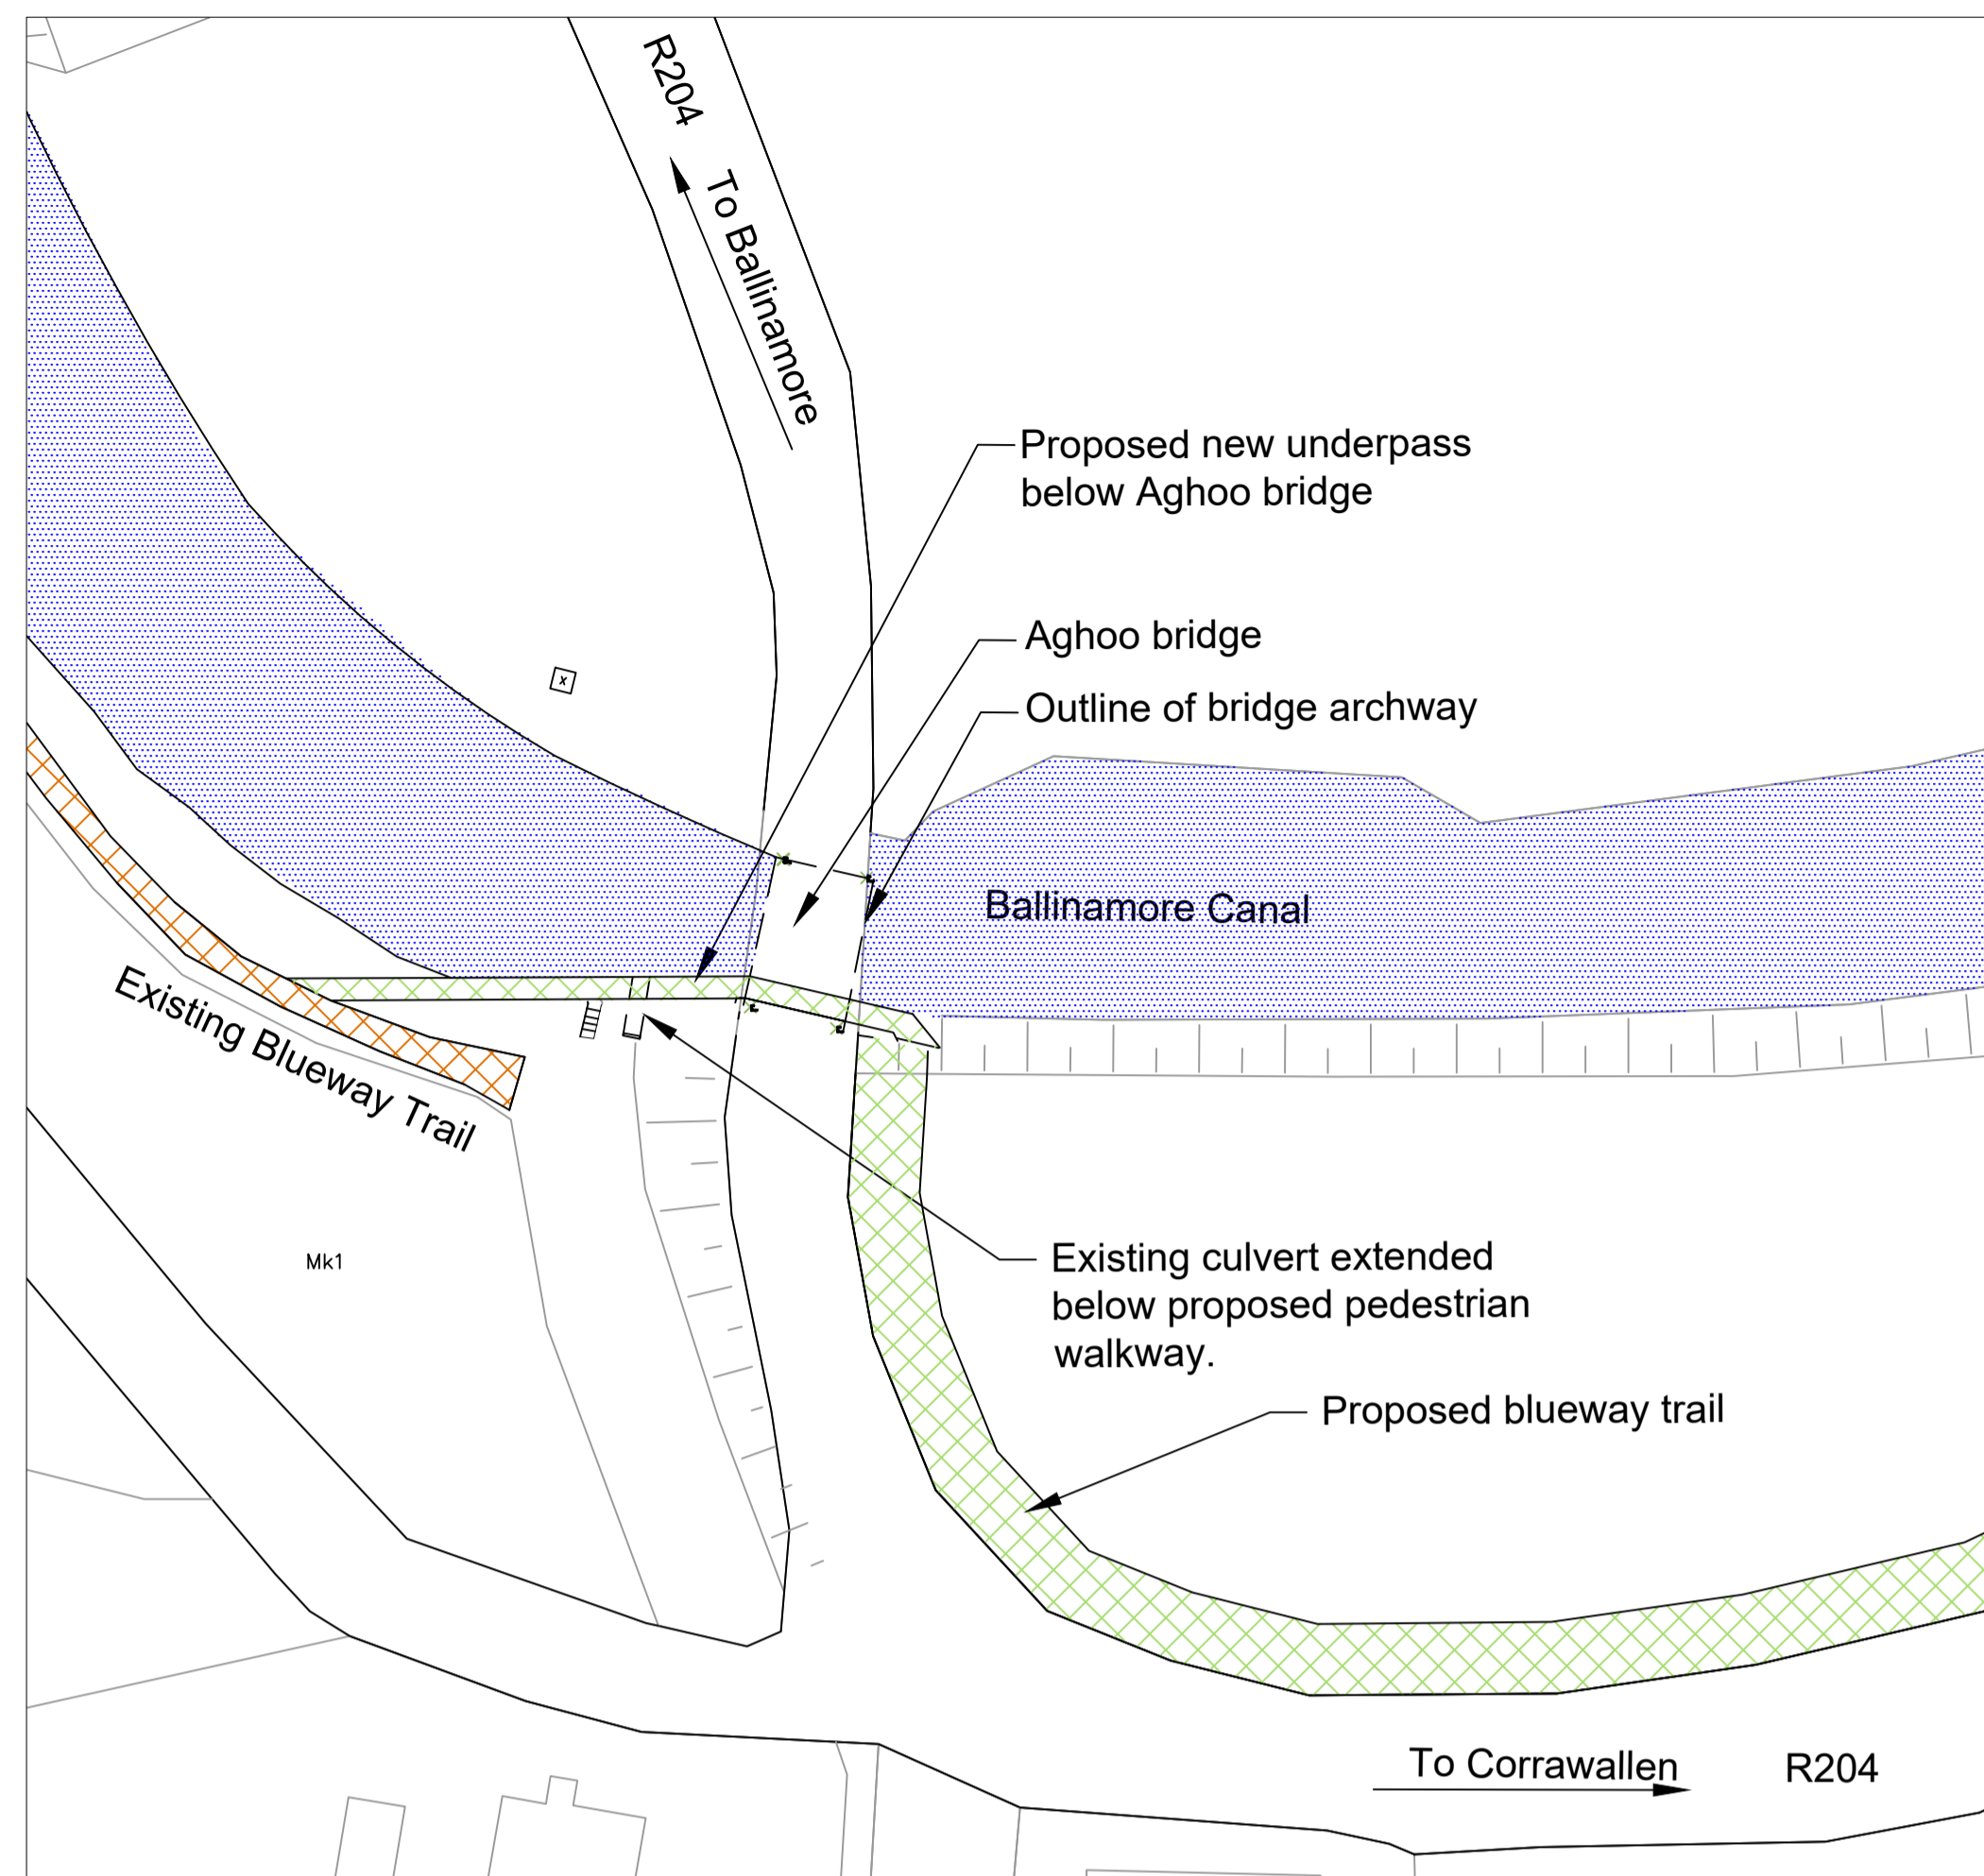 R204
To Ballinamore
Proposed new underpass
below Aghoo bridge
Aghoo bridge
x
Outline of bridge archway
Ballinamore Canal
Existing Blueway Trail
Mk1
Existing culvert extended
below proposed pedestrian
walkway.
Proposed blueway trail
To Corrawallen
R204